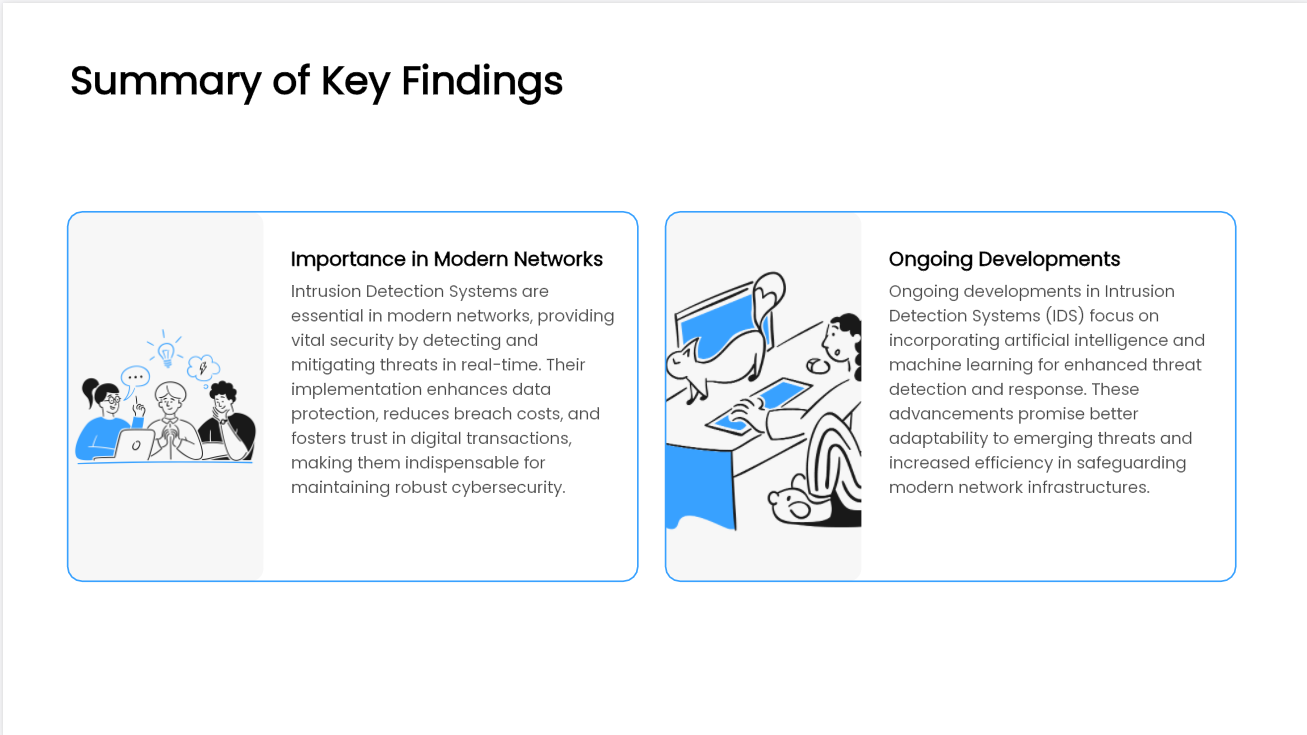 Summary of Key Findings
Importance in Modern Networks
Intrusion Detection Systems are
essential in modern networks, providing
vital security by detecting and
mitigating threats in real-time. Their
implementation enhances data
protection, reduces breach costs, and
fosters trust in digital transactions,
making them indispensable for
maintaining robust cybersecurity.
Ongoing Developments
Ongoing developments in Intrusion
Detection Systems (IDS) focus on
incorporating artificial intelligence and
machine learning for enhanced threat
detection and response. These
advancements promise better
adaptability to emerging threats and
increased efficiency in safeguarding
modern network infrastructures.